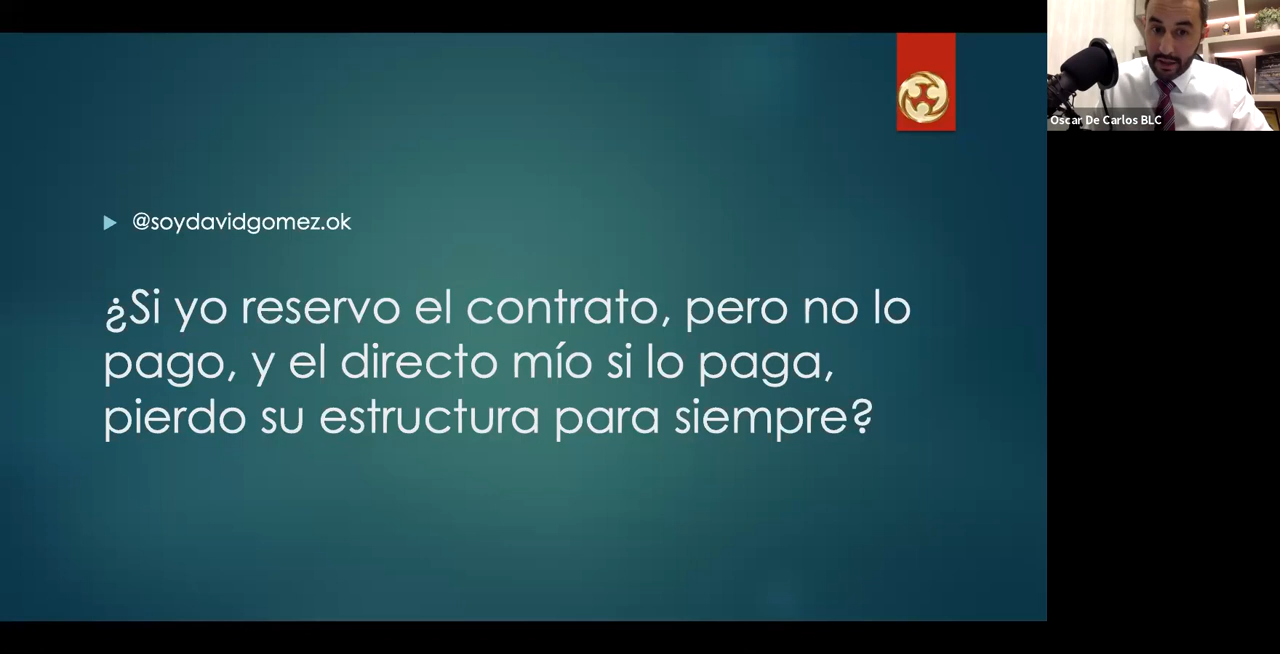 Oscar De Carlos BLC
@soydavidgomez.ok
¿Si yo reservo el contrato, pero no lo
pago, y el directo mío si lo paga,
pierdo su estructura para siempre?